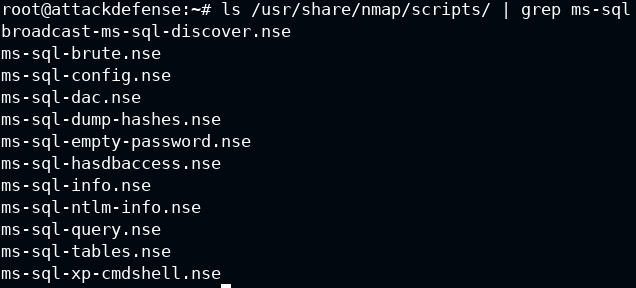 root@attackdefense:~# ls /usr/share/nmap/scripts/ | grep ms-sql
broadcast-ms-sql-discover.nse
ms-sql-brute.nse
ms-sql-config.nse
ms-sql-dac.nse
ms-sql-dump-hashes.nse
ms-sql-empty-password.nse
ms-sql-hasdbaccess.nse
ms-sql-info.nse
ms-sql-ntlm-info.nse
ms-sql-query.nse
ms-sql-tables.nse
ms-sql-xp-cmdshell.nse